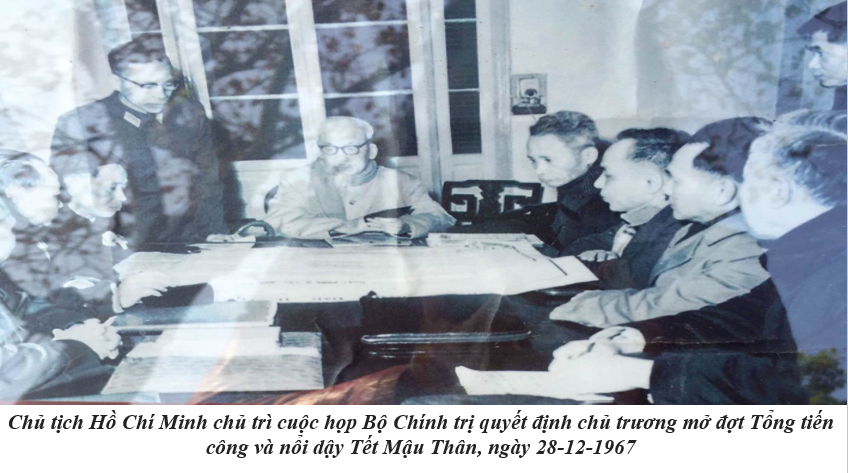 Chủ tịch Hồ Chí Minh chủ trì cuộc họp Bộ Chính trị quyết định chủ trương mở đợt Tổng tiến
công và nổi dậy Tết Mậu Thân, ngày 28-12-1967